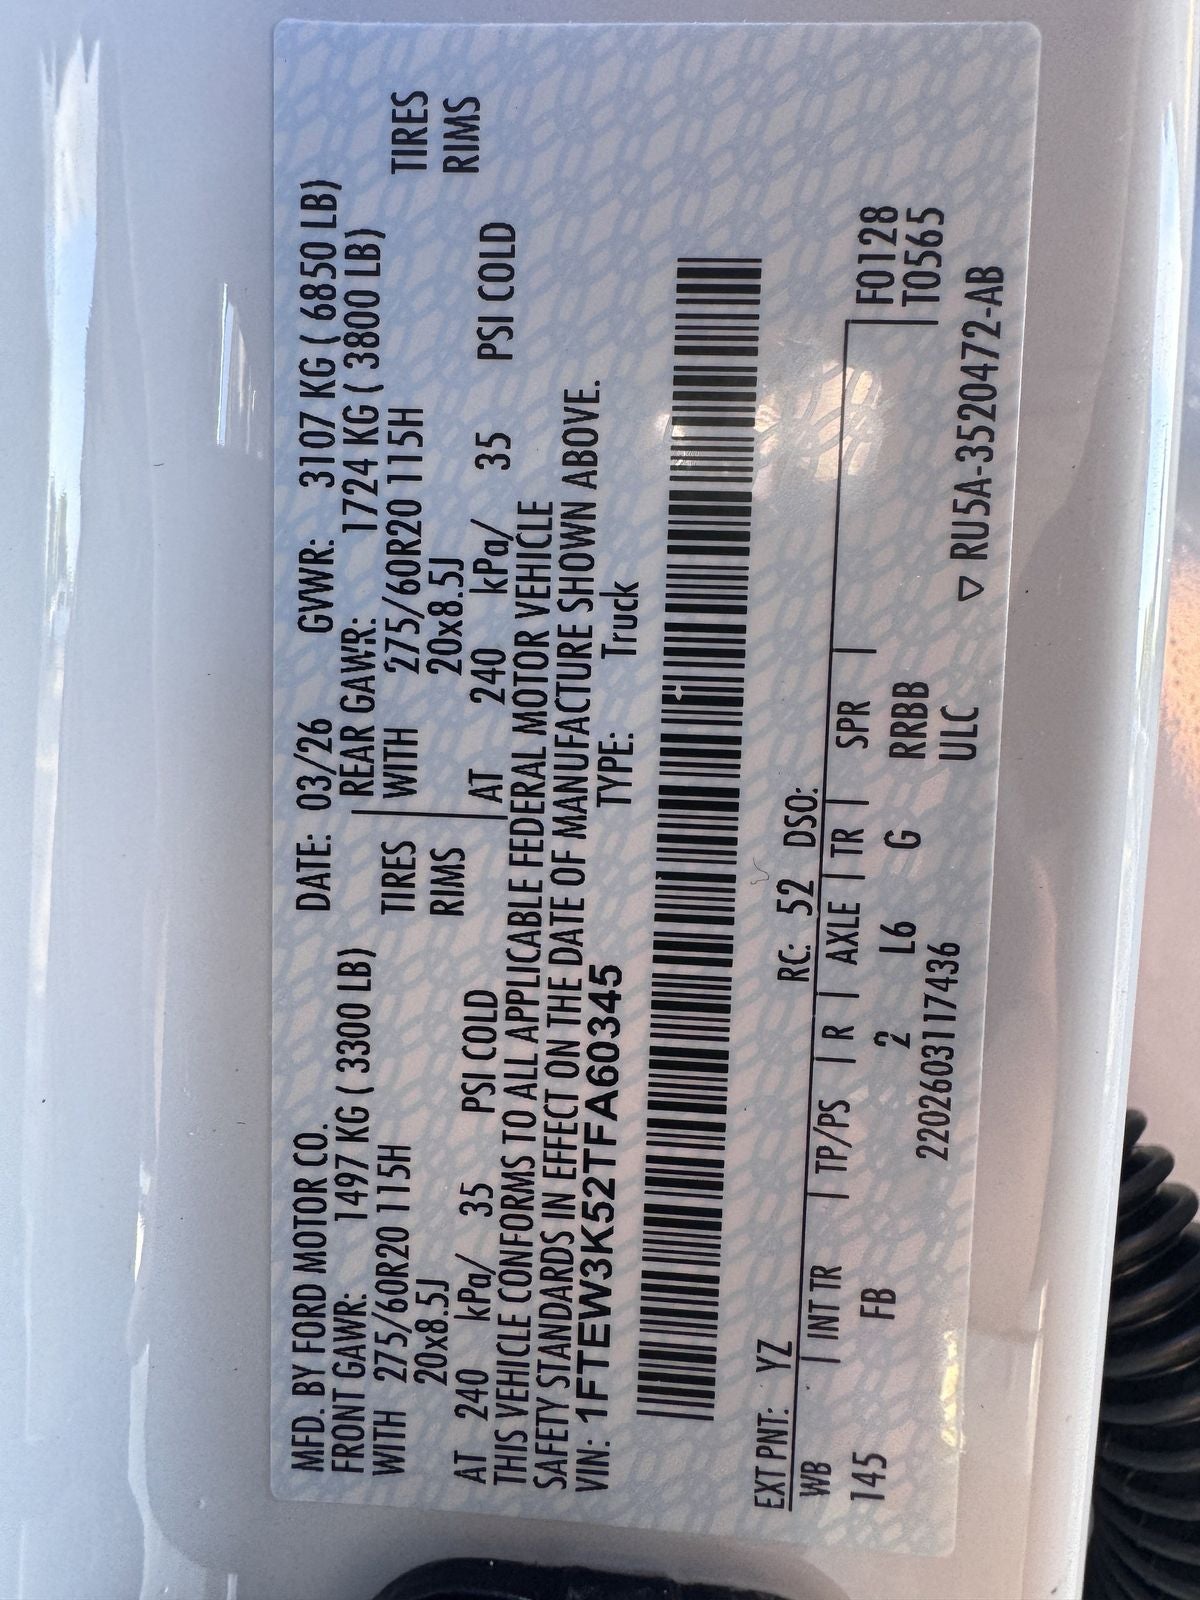 MFD. BY FORD MOTOR CO.
DATE: 03/26 GVWR: 3107 KG ( 6850 LB)
FRONT GAWR: 1497 KG ( 3300 LB)
REAR GAWR: 1724 KG ( 3800 LB)
WITH 275/60R20 115H TIRES
WITH 275/60R20 115H TIRES
20x8.5J RIMS
20x8.5J RIMS
AT 240 kPa/ 35 PSI COLD
AT 240 kPa/ 35 PSI COLD
THIS VEHICLE CONFORMS TO ALL APPLICABLE FEDERAL MOTOR VEHICLE
SAFETY STANDARDS IN EFFECT ON THE DATE OF MANUFACTURE SHOWN ABOVE.
VIN: 1FTEW3K52TFA60345 TYPE: Truck
EXT PNT: YZ RC: 52 DSO:
WB | INT TR | TP/PS | R | AXLE | TR | SPR | F0128
145 FB 2 L6 G RRBB T0565
2202603117436 ULC
▽ RU5A-3520472-AB